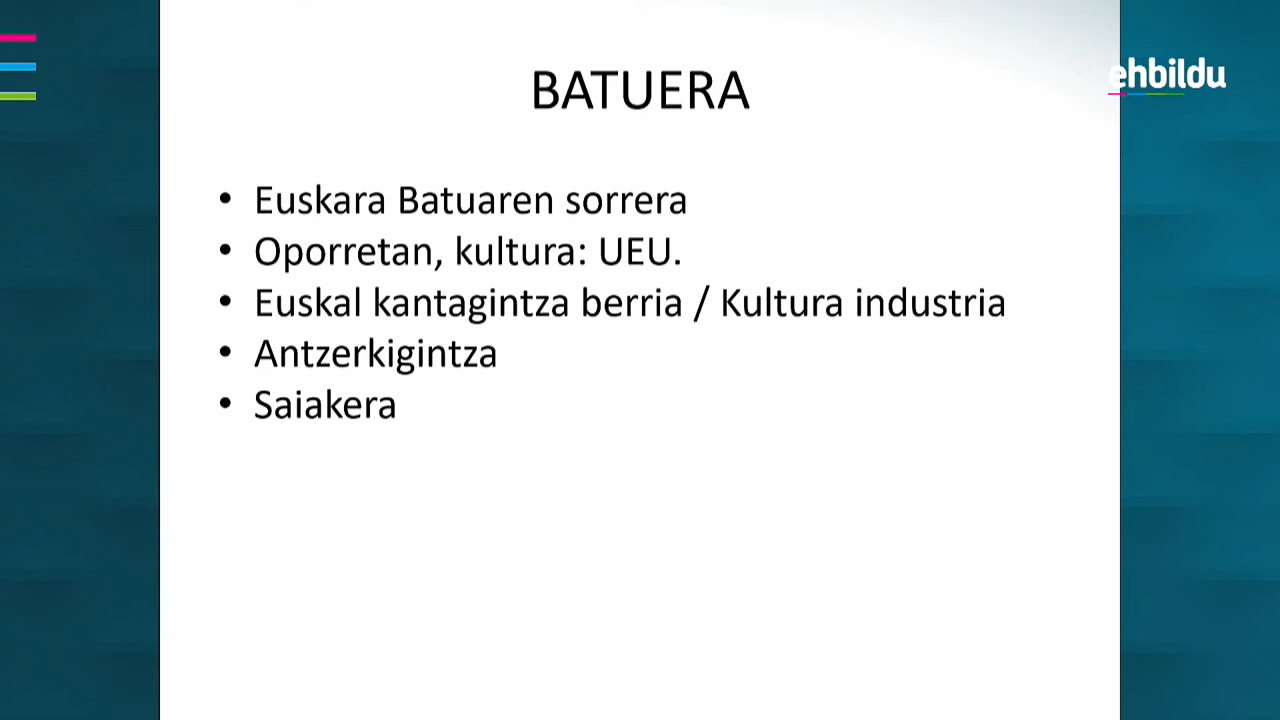 BATUERA
ehbildu
• Euskara Batuaren sorrera
• Oporretan, kultura: UEU.
• Euskal kantagintza berria / Kultura industria
• Antzerkigintza
• Saiakera